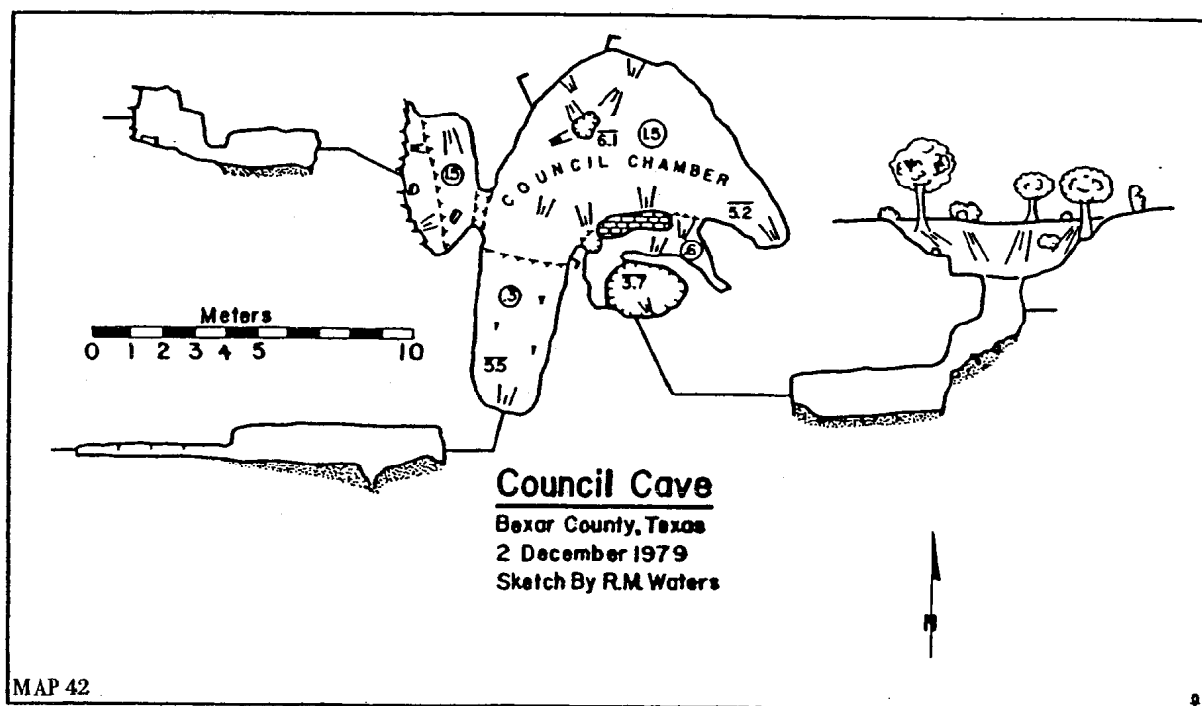 1.5
6.1
1.5
COUNCIL CHAMBER
5.2
.6
3.7
.3
5.5
Meters
0 1 2 3 4 5 10
Council Cave
Bexar County, Texas
2 December 1979
Sketch By R.M. Waters
N
MAP 42